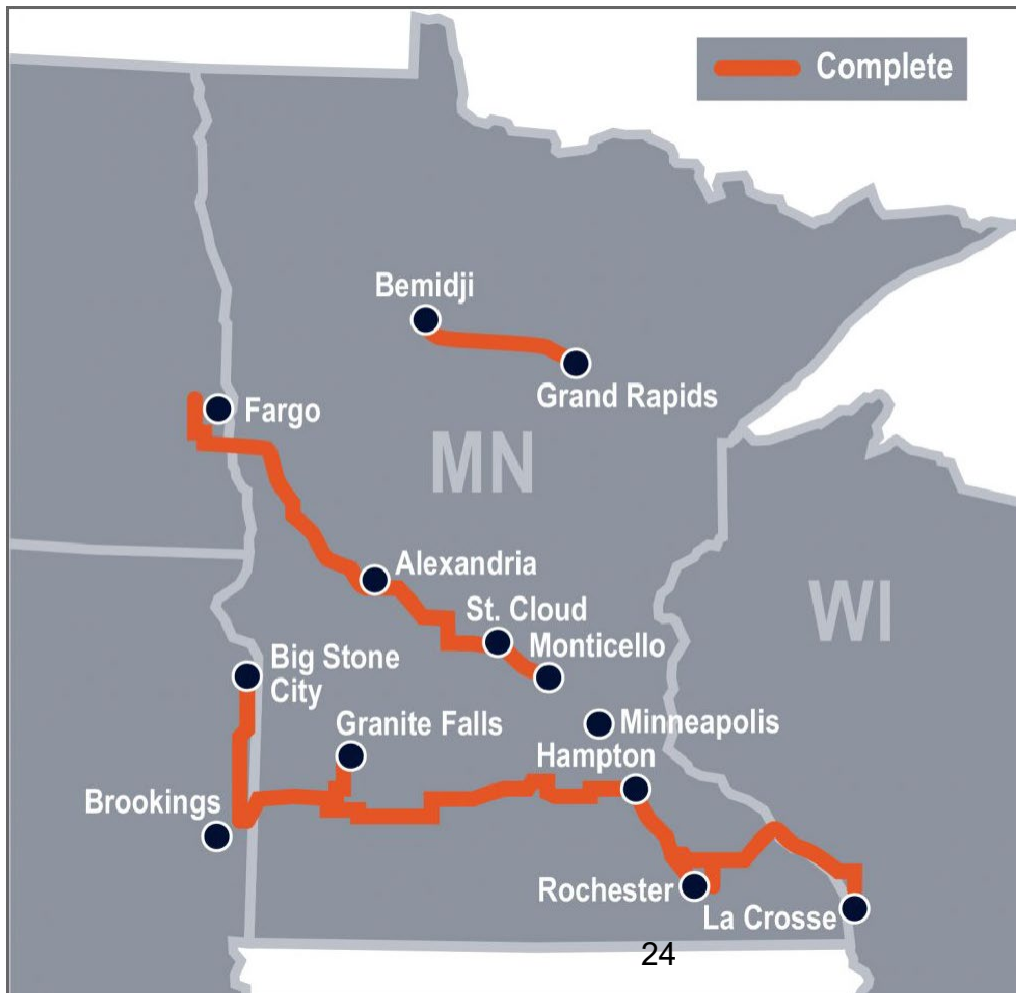 Complete
Bemidji
Grand Rapids
Fargo
MN
Alexandria
St. Cloud
Monticello
WI
Big Stone
City
Granite Falls
Minneapolis
Hampton
Brookings
Rochester
La Crosse
24